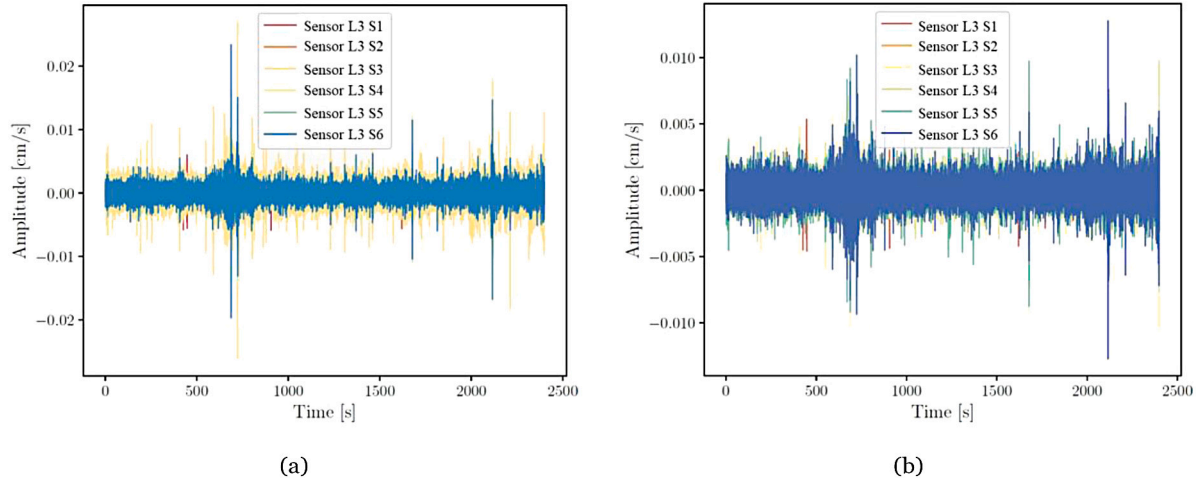 Sensor L3 S1
Sensor L3 S2
Sensor L3 S3
Sensor L3 S4
Sensor L3 S5
Sensor L3 S6
0.02
0.01
0.00
−0.01
−0.02
Amplitude [cm/s]
0
500
1000
1500
2000
2500
Time [s]
(a)
Sensor L3 S1
Sensor L3 S2
Sensor L3 S3
Sensor L3 S4
Sensor L3 S5
Sensor L3 S6
0.010
0.005
0.000
−0.005
−0.010
Amplitude [cm/s]
0
500
1000
1500
2000
2500
Time [s]
(b)